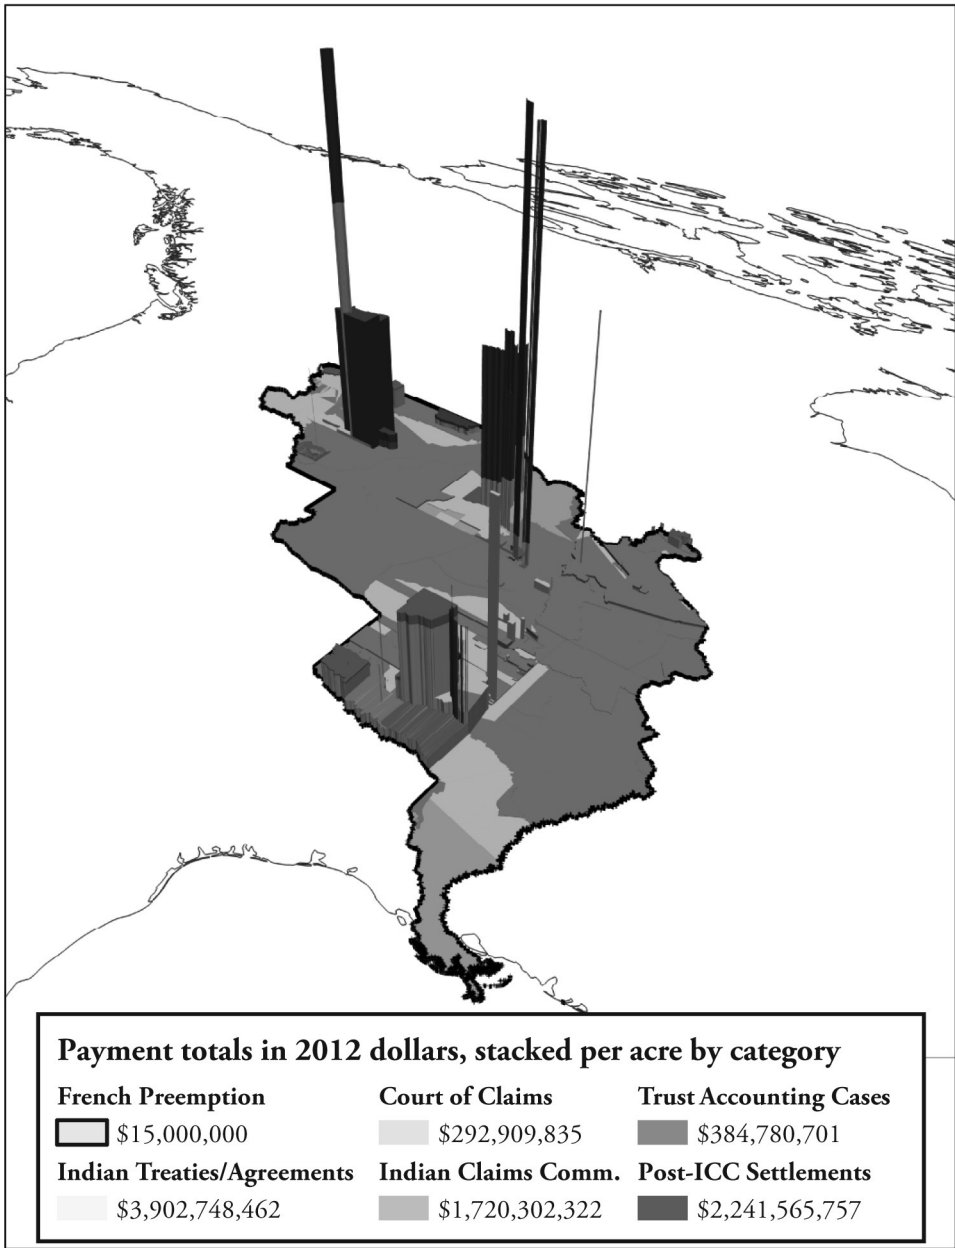 Payment totals in 2012 dollars, stacked per acre by category
French Preemption
$15,000,000
Court of Claims
$292,909,835
Trust Accounting Cases
$384,780,701
Indian Treaties/Agreements
$3,902,748,462
Indian Claims Comm.
$1,720,302,322
Post-ICC Settlements
$2,241,565,757